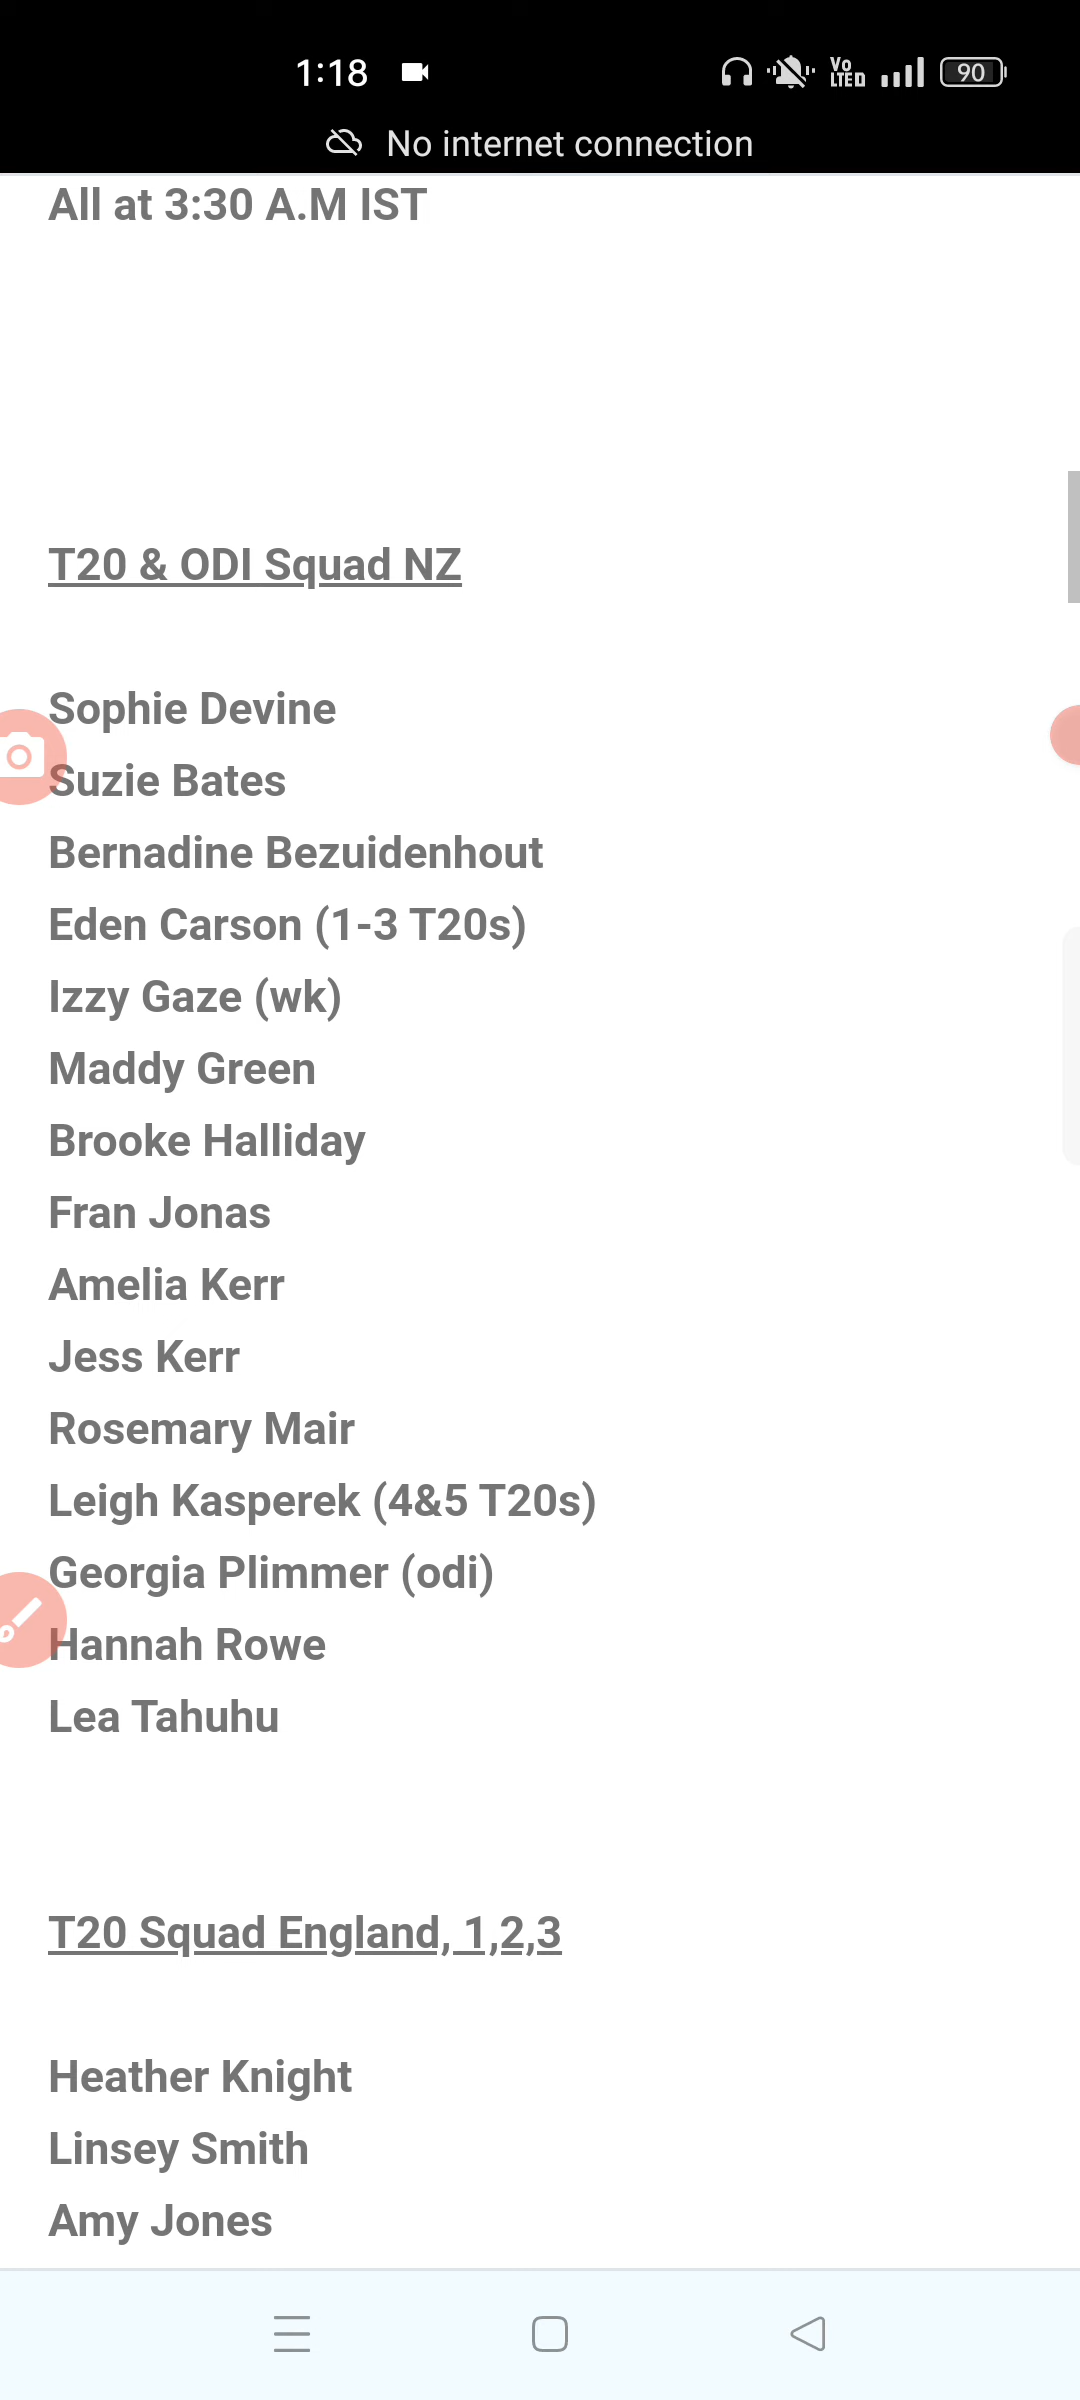 1:18
Vo
LTE
90
No internet connection
All at 3:30 A.M IST
T20 & ODI Squad NZ
Sophie Devine
Suzie Bates
Bernadine Bezuidenhout
Eden Carson (1-3 T20s)
Izzy Gaze (wk)
Maddy Green
Brooke Halliday
Fran Jonas
Amelia Kerr
Jess Kerr
Rosemary Mair
Leigh Kasperek (4&5 T20s)
Georgia Plimmer (odi)
Hannah Rowe
Lea Tahuhu
T20 Squad England, 1,2,3
Heather Knight
Linsey Smith
Amy Jones